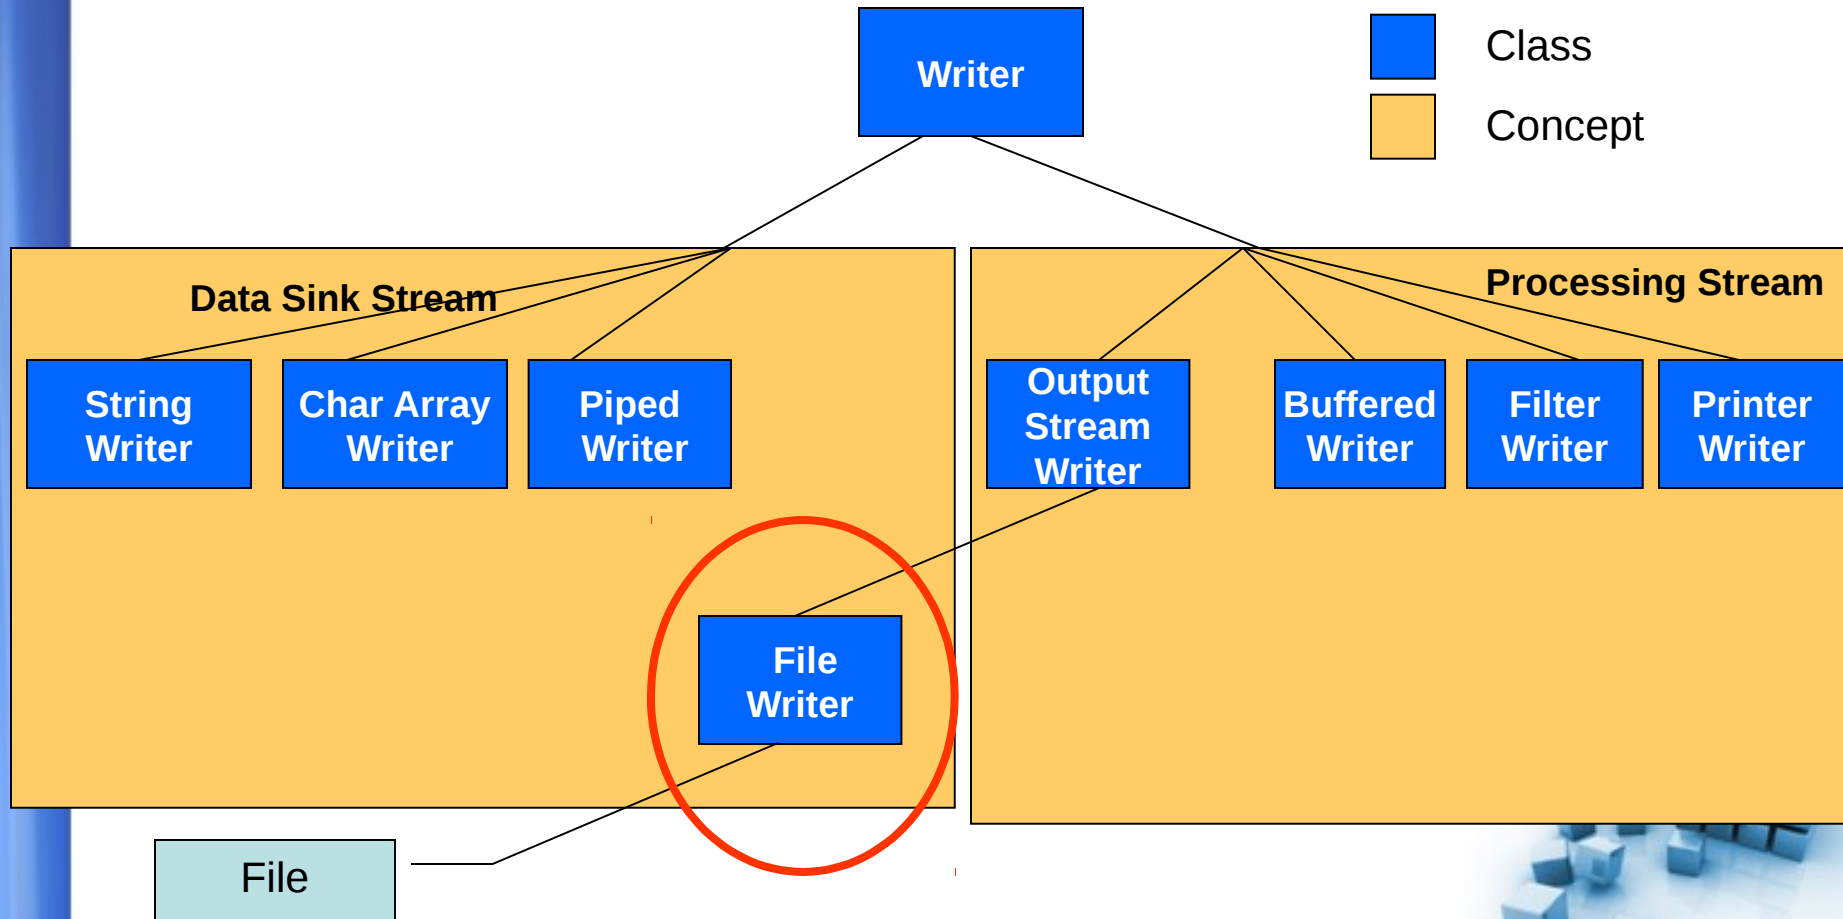 Writer
Class
Concept
Data Sink Stream
Processing Stream
String
Writer
Char Array
Writer
Piped
Writer
Output
Stream
Writer
Buffered
Writer
Filter
Writer
Printer
Writer
File
Writer
File